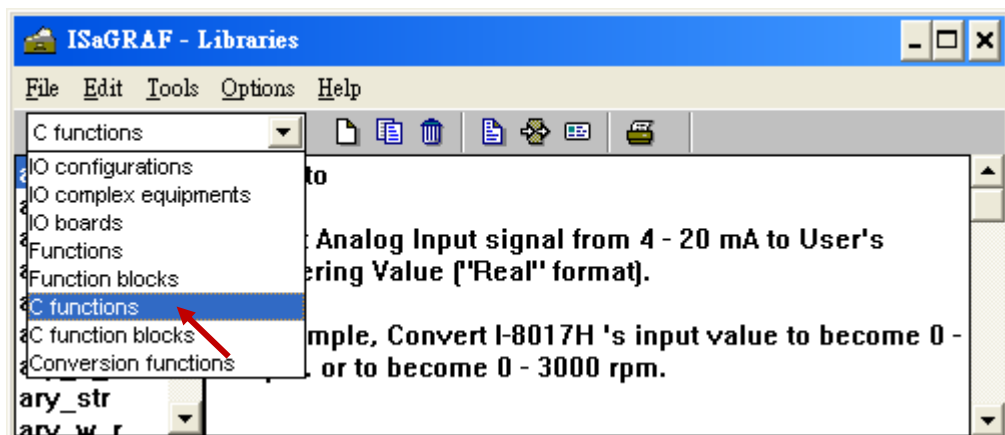 ISaGRAF - Libraries
File Edit Tools Options Help
C functions
IO configurations
IO complex equipments
IO boards
Functions
Function blocks
C functions
C function blocks
Conversion functions
ary_str
ary_w_r
to
Analog Input signal from 4 - 20 mA to User's
ering Value ("Real" format).
mple, Convert I-8017H 's input value to become 0 -
. or to become 0 - 3000 rpm.